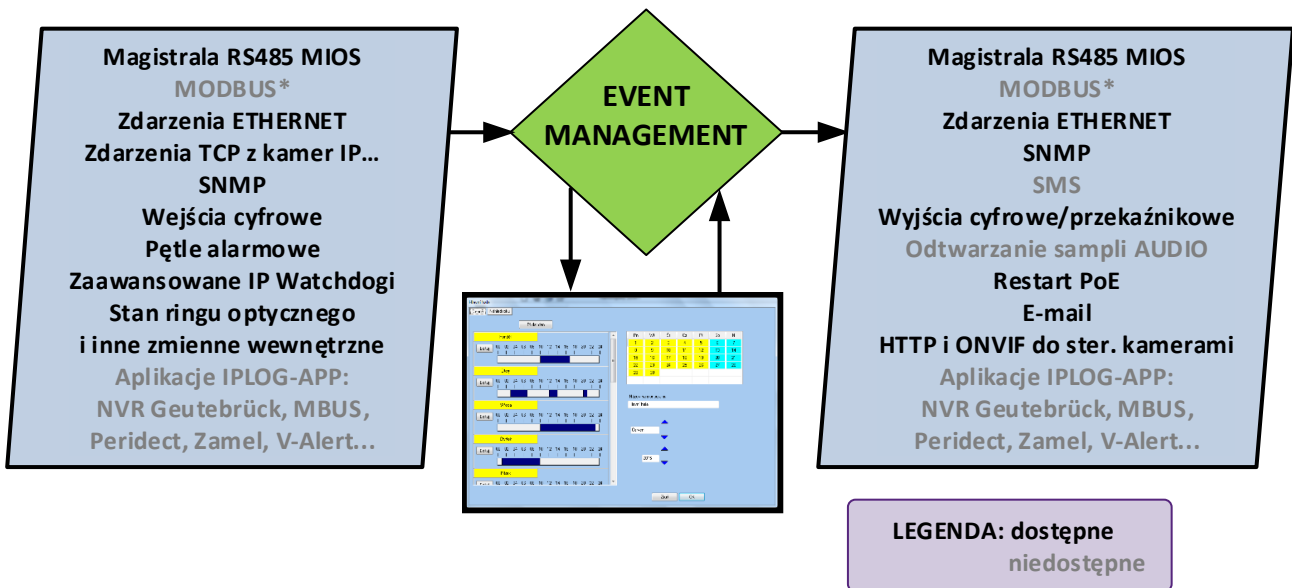 Magistrala RS485 MIOS
MODBUS*
Zdarzenia ETHERNET
Zdarzenia TCP z kamer IP...
SNMP
Wejścia cyfrowe
Pętle alarmowe
Zaawansowane IP Watchdogi
Stan ringu optycznego
i inne zmienne wewnętrzne
Aplikacje IPLOG-APP:
NVR Geutebrück, MBUS,
Peridect, Zamel, V-Alert...
EVENT
MANAGEMENT
Magistrala RS485 MIOS
MODBUS*
Zdarzenia ETHERNET
SNMP
SMS
Wyjścia cyfrowe/przekaźnikowe
Odtwarzanie sampli AUDIO
Restart PoE
E-mail
HTTP i ONVIF do ster. kamerami
Aplikacje IPLOG-APP:
NVR Geutebrück, MBUS,
Peridect, Zamel, V-Alert...
OK
LEGENDA: dostępne
niedostępne